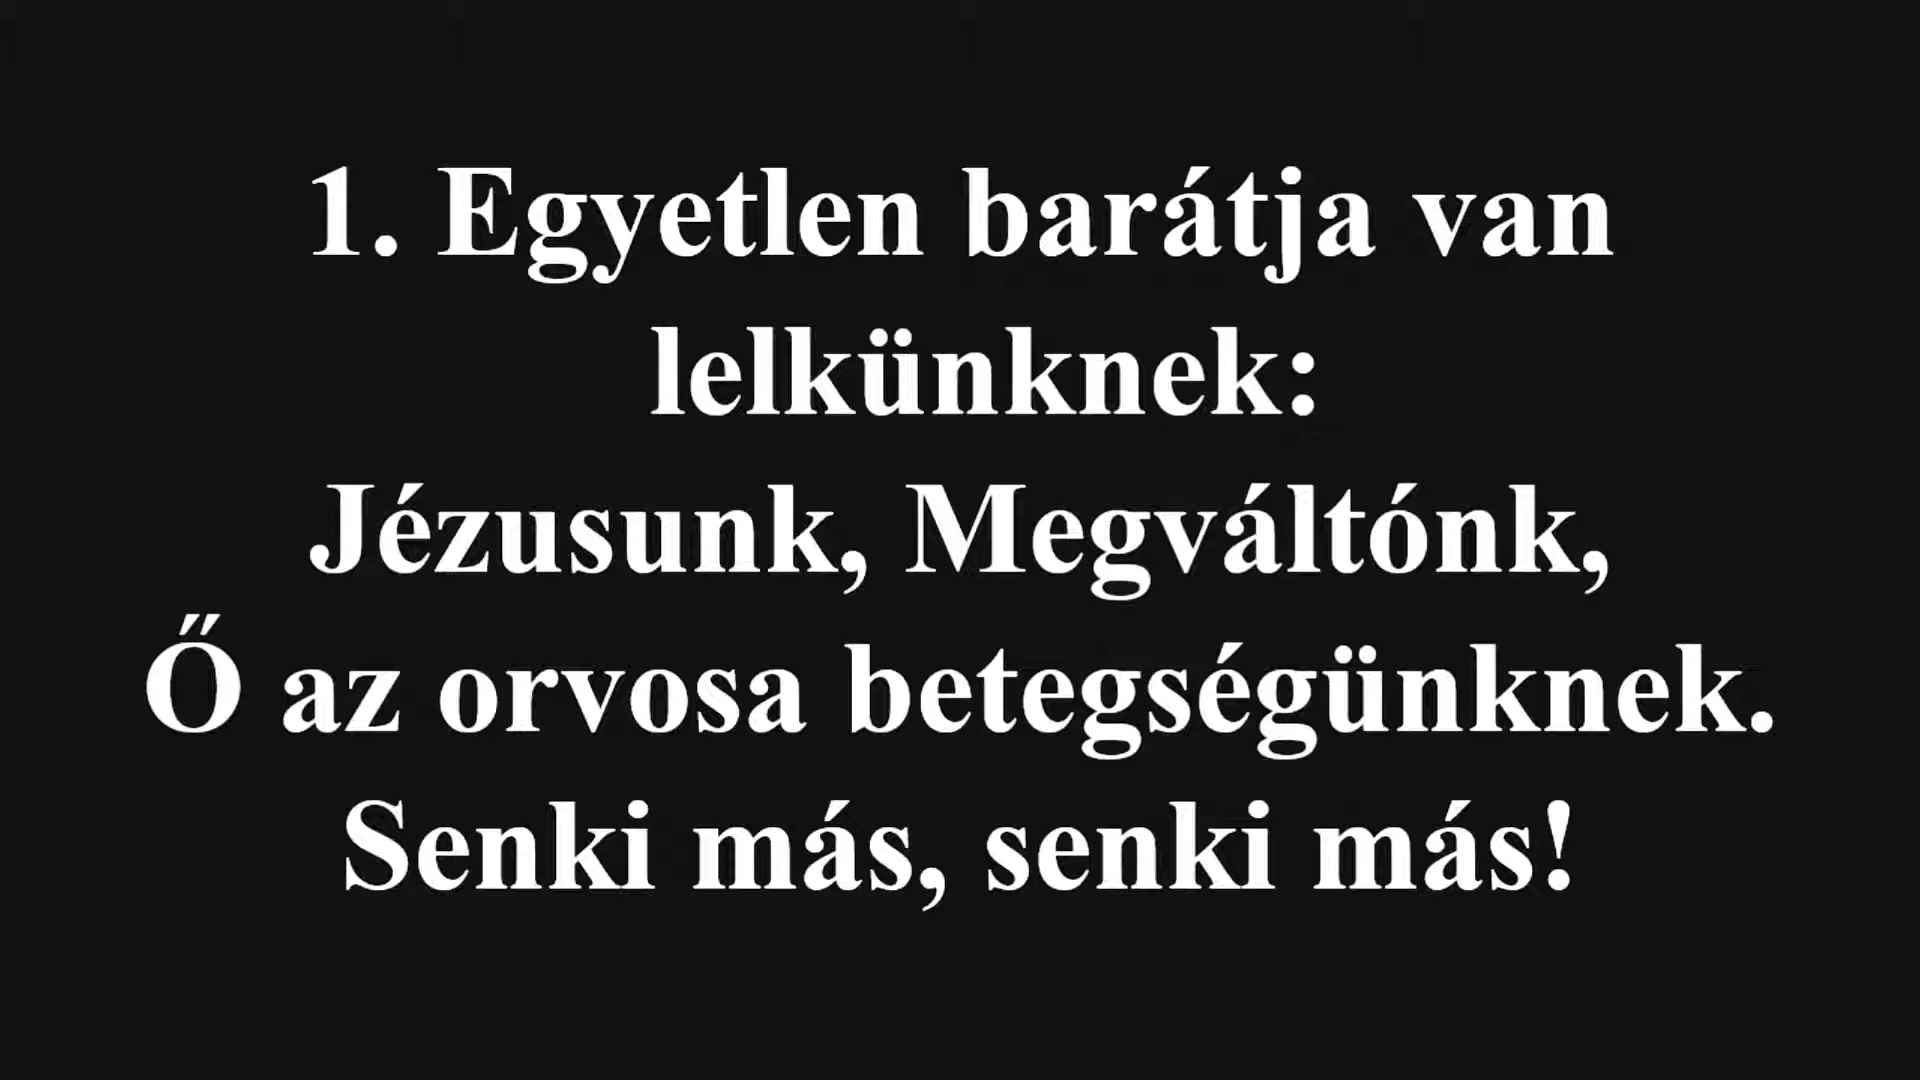 1. Egyetlen barátja van
lelkünknek:
Jézusunk, Megváltónk,
Ő az orvosa betegségünknek.
Senki más, senki más!